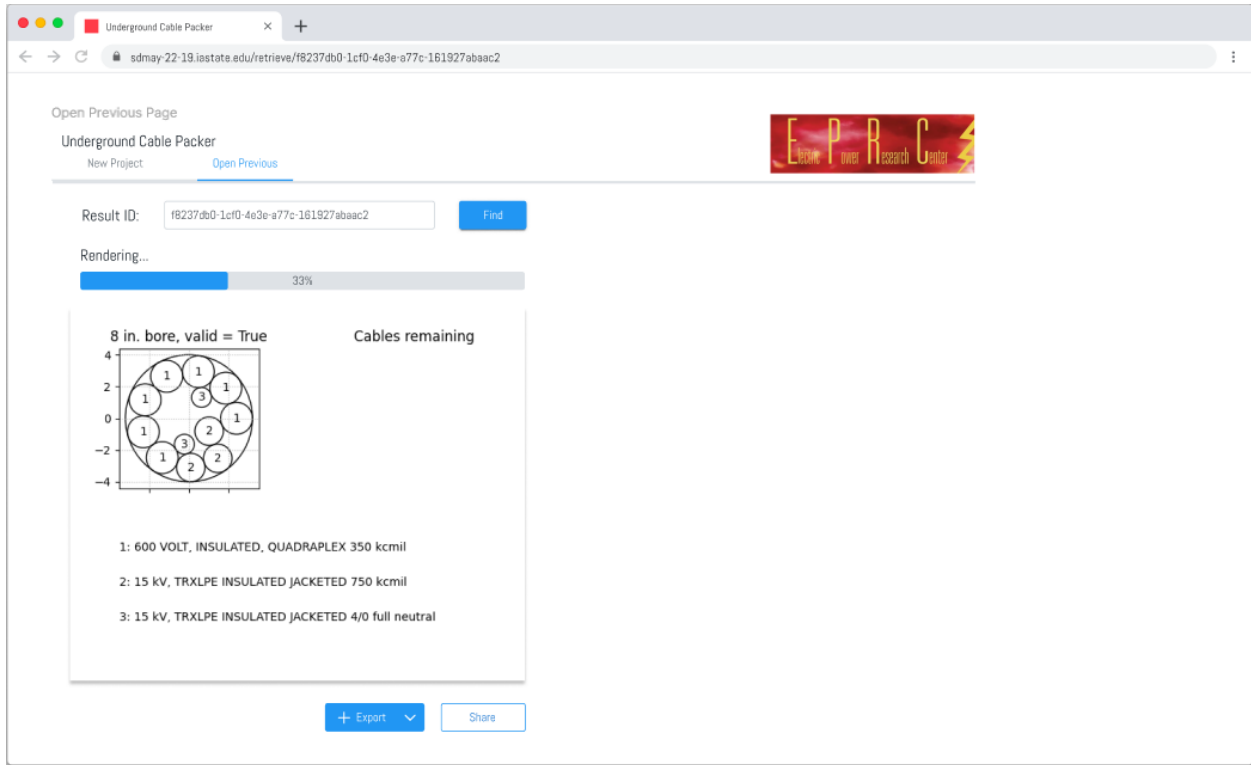 Underground Cable Packer
sdmay-22-19.iastate.edu/retrieve/f8237db0-1cf0-4e3e-a77c-161927abaac2
Open Previous Page
Underground Cable Packer
New Project Open Previous
Electric Power Research Center
Result ID: f8237db0-1cf0-4e3e-a77c-161927abaac2 Find
Rendering...
33%
8 in. bore, valid = True Cables remaining
4
2
0
−2
−4
1 1
3 1
1 1
1 2
3
1 2 2
1: 600 VOLT, INSULATED, QUADRAPLEX 350 kcmil
2: 15 kV, TRXLPE INSULATED JACKETED 750 kcmil
3: 15 kV, TRXLPE INSULATED JACKETED 4/0 full neutral
+ Export Share